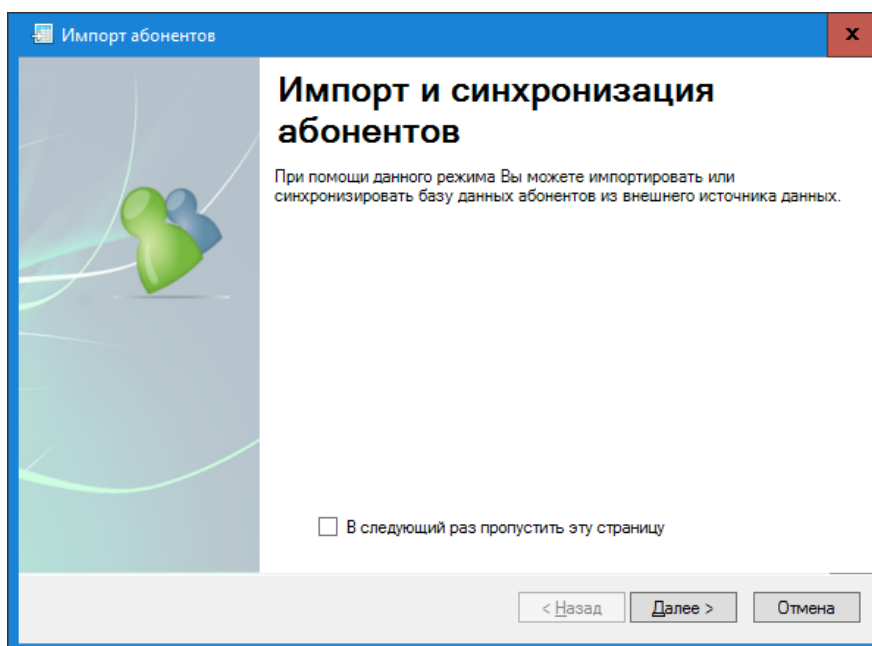 Импорт абонентов
x
Импорт и синхронизация
абонентов
При помощи данного режима Вы можете импортировать или
синхронизировать базу данных абонентов из внешнего источника данных.
В следующий раз пропустить эту страницу
< Назад Далее > Отмена